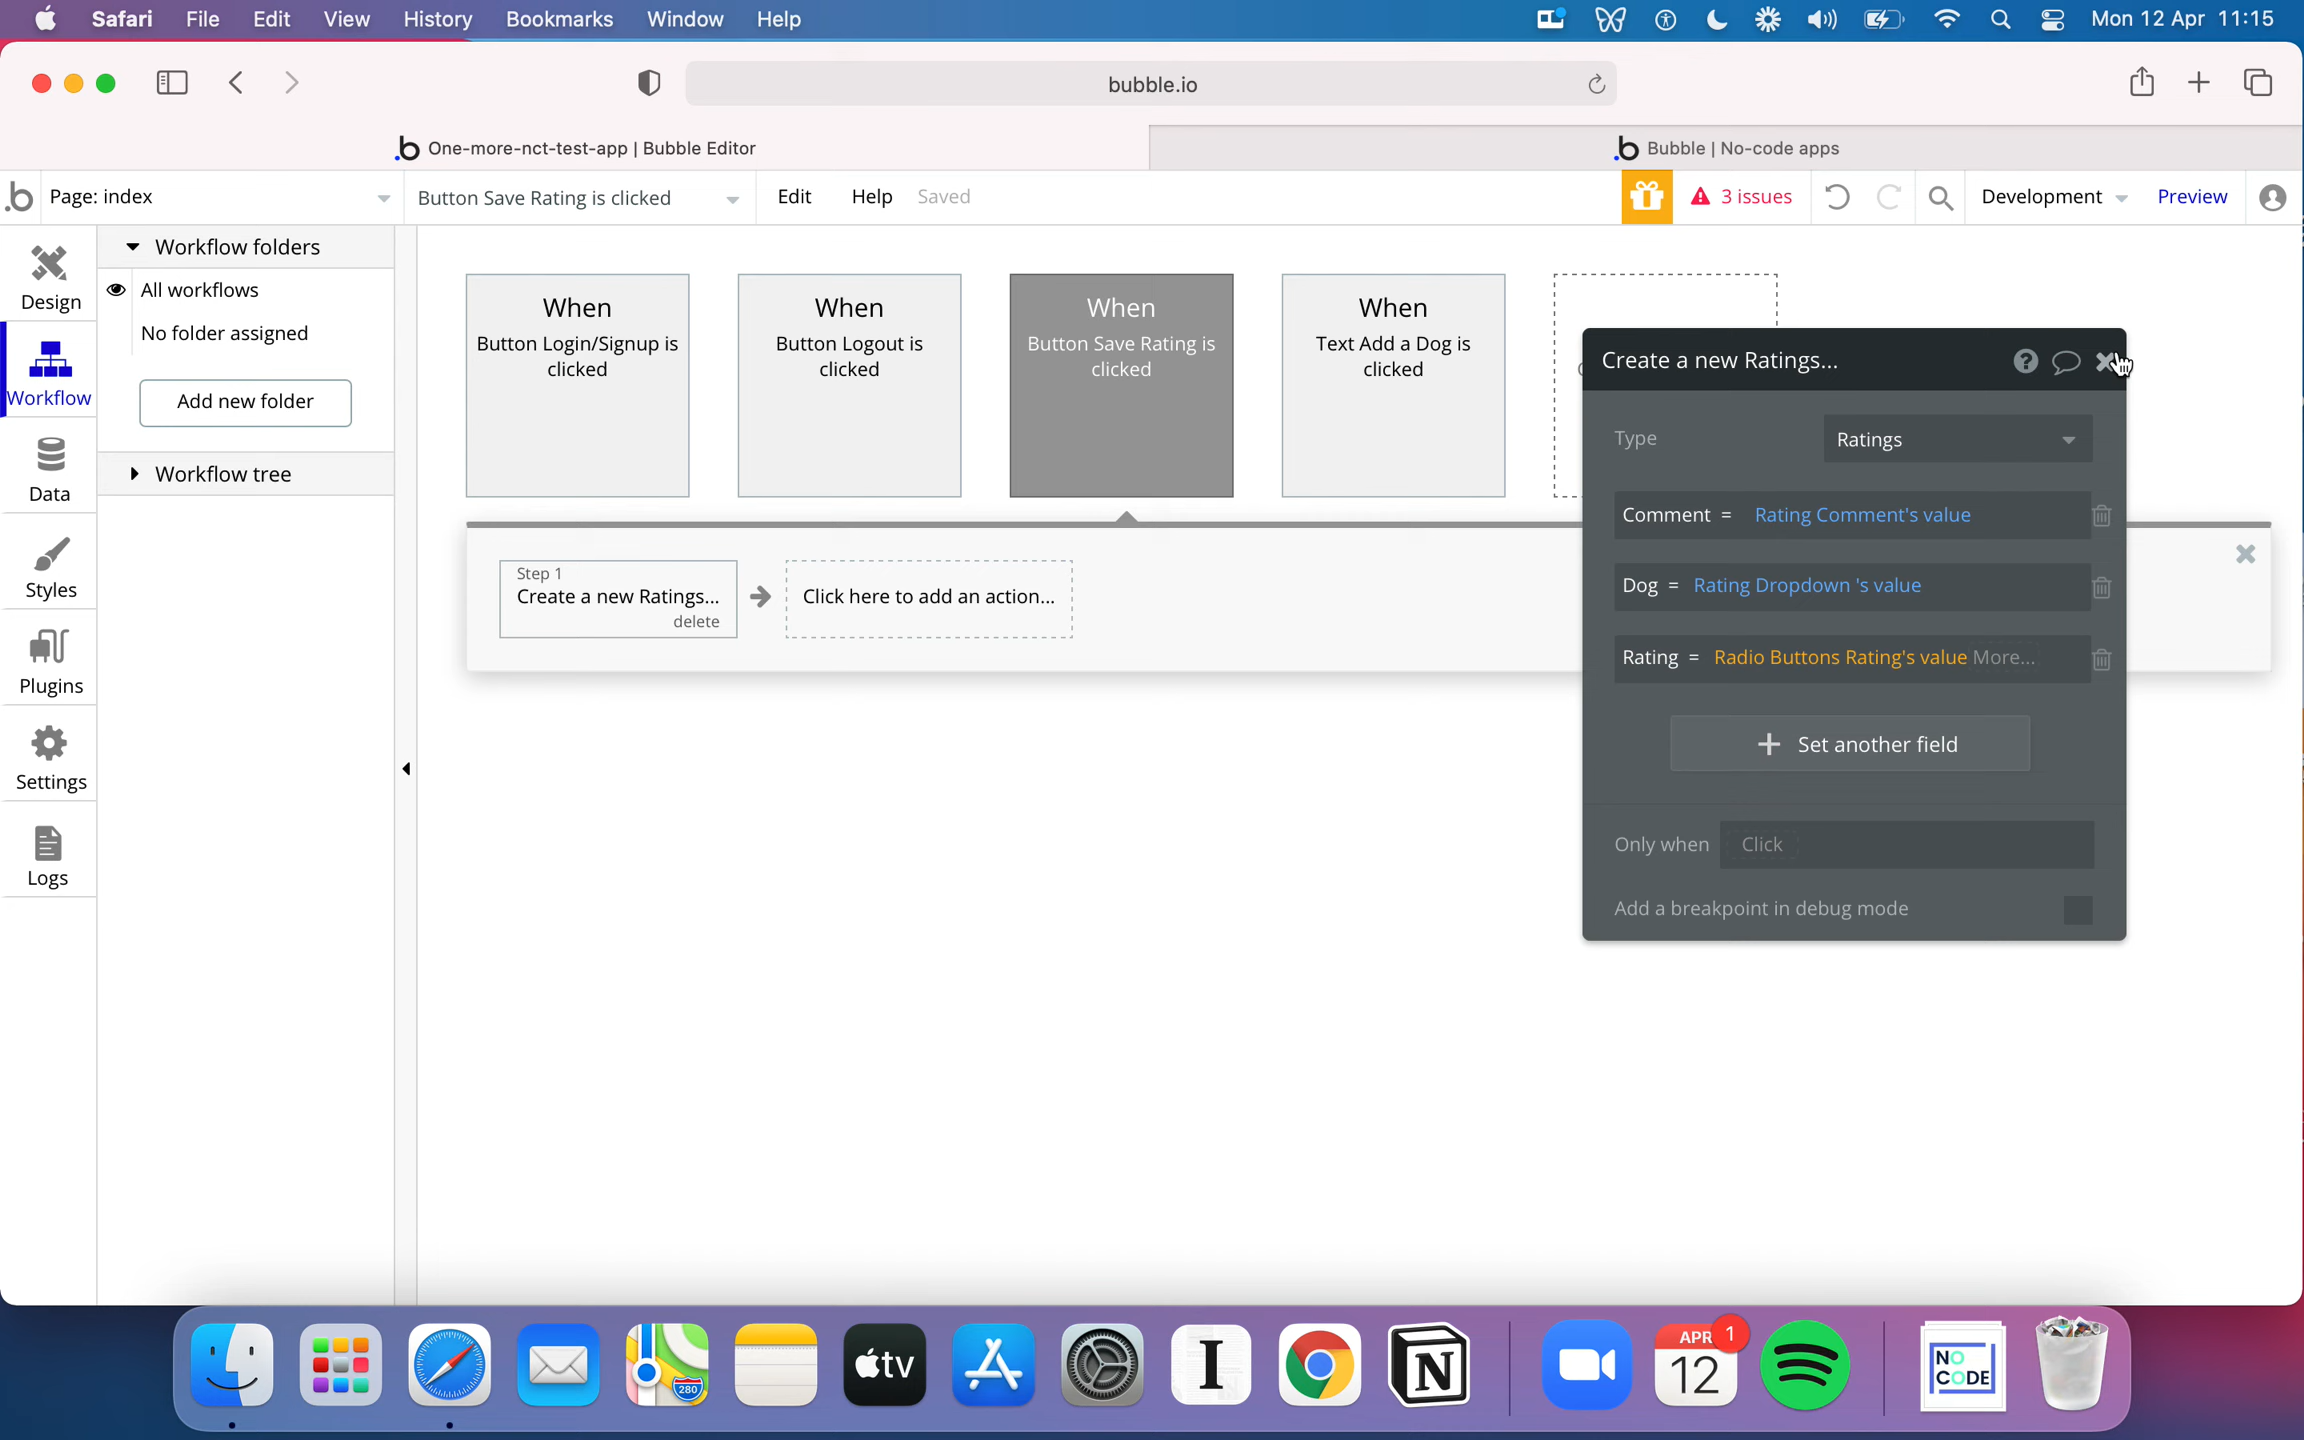 Safari File Edit View History Bookmarks Window Help Mon 12 Apr 11:15
bubble.io
.b One-more-nct-test-app | Bubble Editor
.b Bubble | No-code apps
.b Page: index Button Save Rating is clicked Edit Help Saved 3 issues Development Preview
Design
Workflow
Data
Styles
Plugins
Settings
Logs
Workflow folders
All workflows
No folder assigned
Add new folder
Workflow tree
When
Button Login/Signup is
clicked
When
Button Logout is
clicked
When
Button Save Rating is
clicked
When
Text Add a Dog is
clicked
Step 1
Create a new Ratings...
delete
Click here to add an action...
Create a new Ratings...
Type Ratings
Comment = Rating Comment's value
Dog = Rating Dropdown 's value
Rating = Radio Buttons Rating's value More...
Set another field
Only when Click
Add a breakpoint in debug mode
280
tv
I
N
APR 1
12
NO
CODE